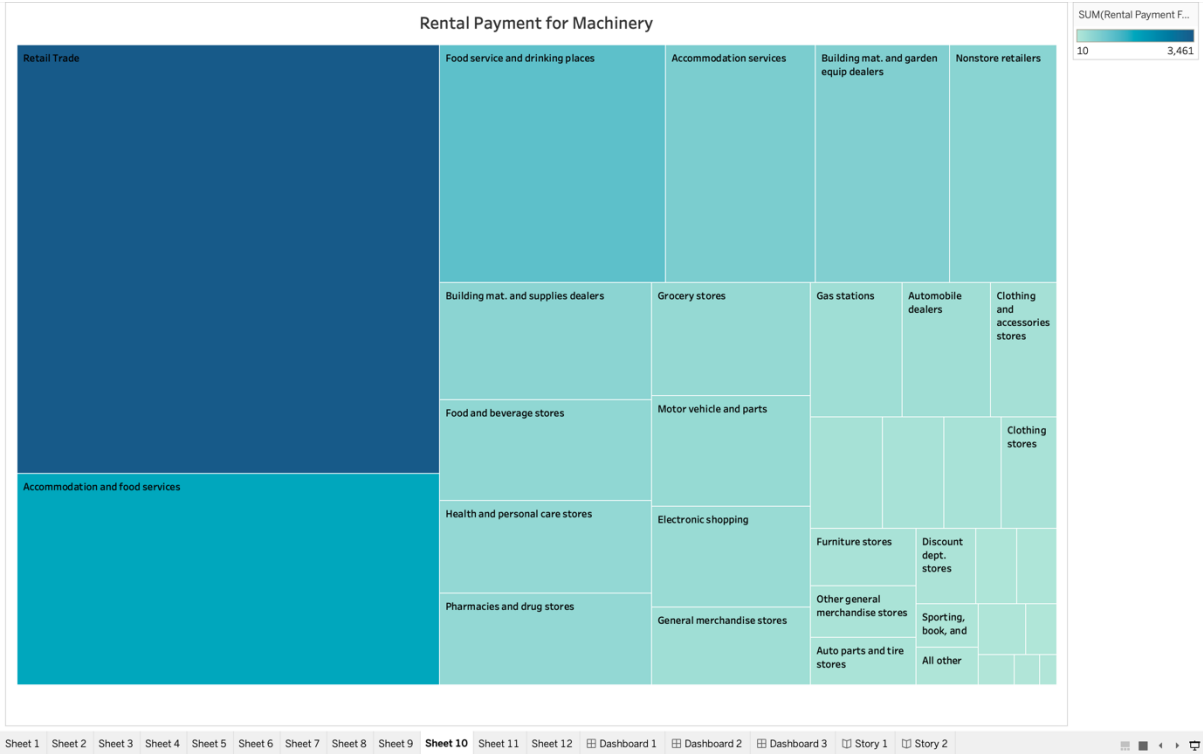 Rental Payment for Machinery
SUM(Rental Payment F...
10
3,461
Retail Trade
Food service and drinking places
Accommodation services
Building mat. and garden
equip dealers
Nonstore retailers
Building mat. and supplies dealers
Grocery stores
Gas stations
Automobile
dealers
Clothing
and
accessories
stores
Food and beverage stores
Motor vehicle and parts
Clothing
stores
Accommodation and food services
Health and personal care stores
Electronic shopping
Furniture stores
Discount
dept.
stores
Other general
merchandise stores
Pharmacies and drug stores
General merchandise stores
Sporting,
book, and
Auto parts and tire
stores
All other
Sheet 1
Sheet 2
Sheet 3
Sheet 4
Sheet 5
Sheet 6
Sheet 7
Sheet 8
Sheet 9
Sheet 10
Sheet 11
Sheet 12
Dashboard 1
Dashboard 2
Dashboard 3
Story 1
Story 2